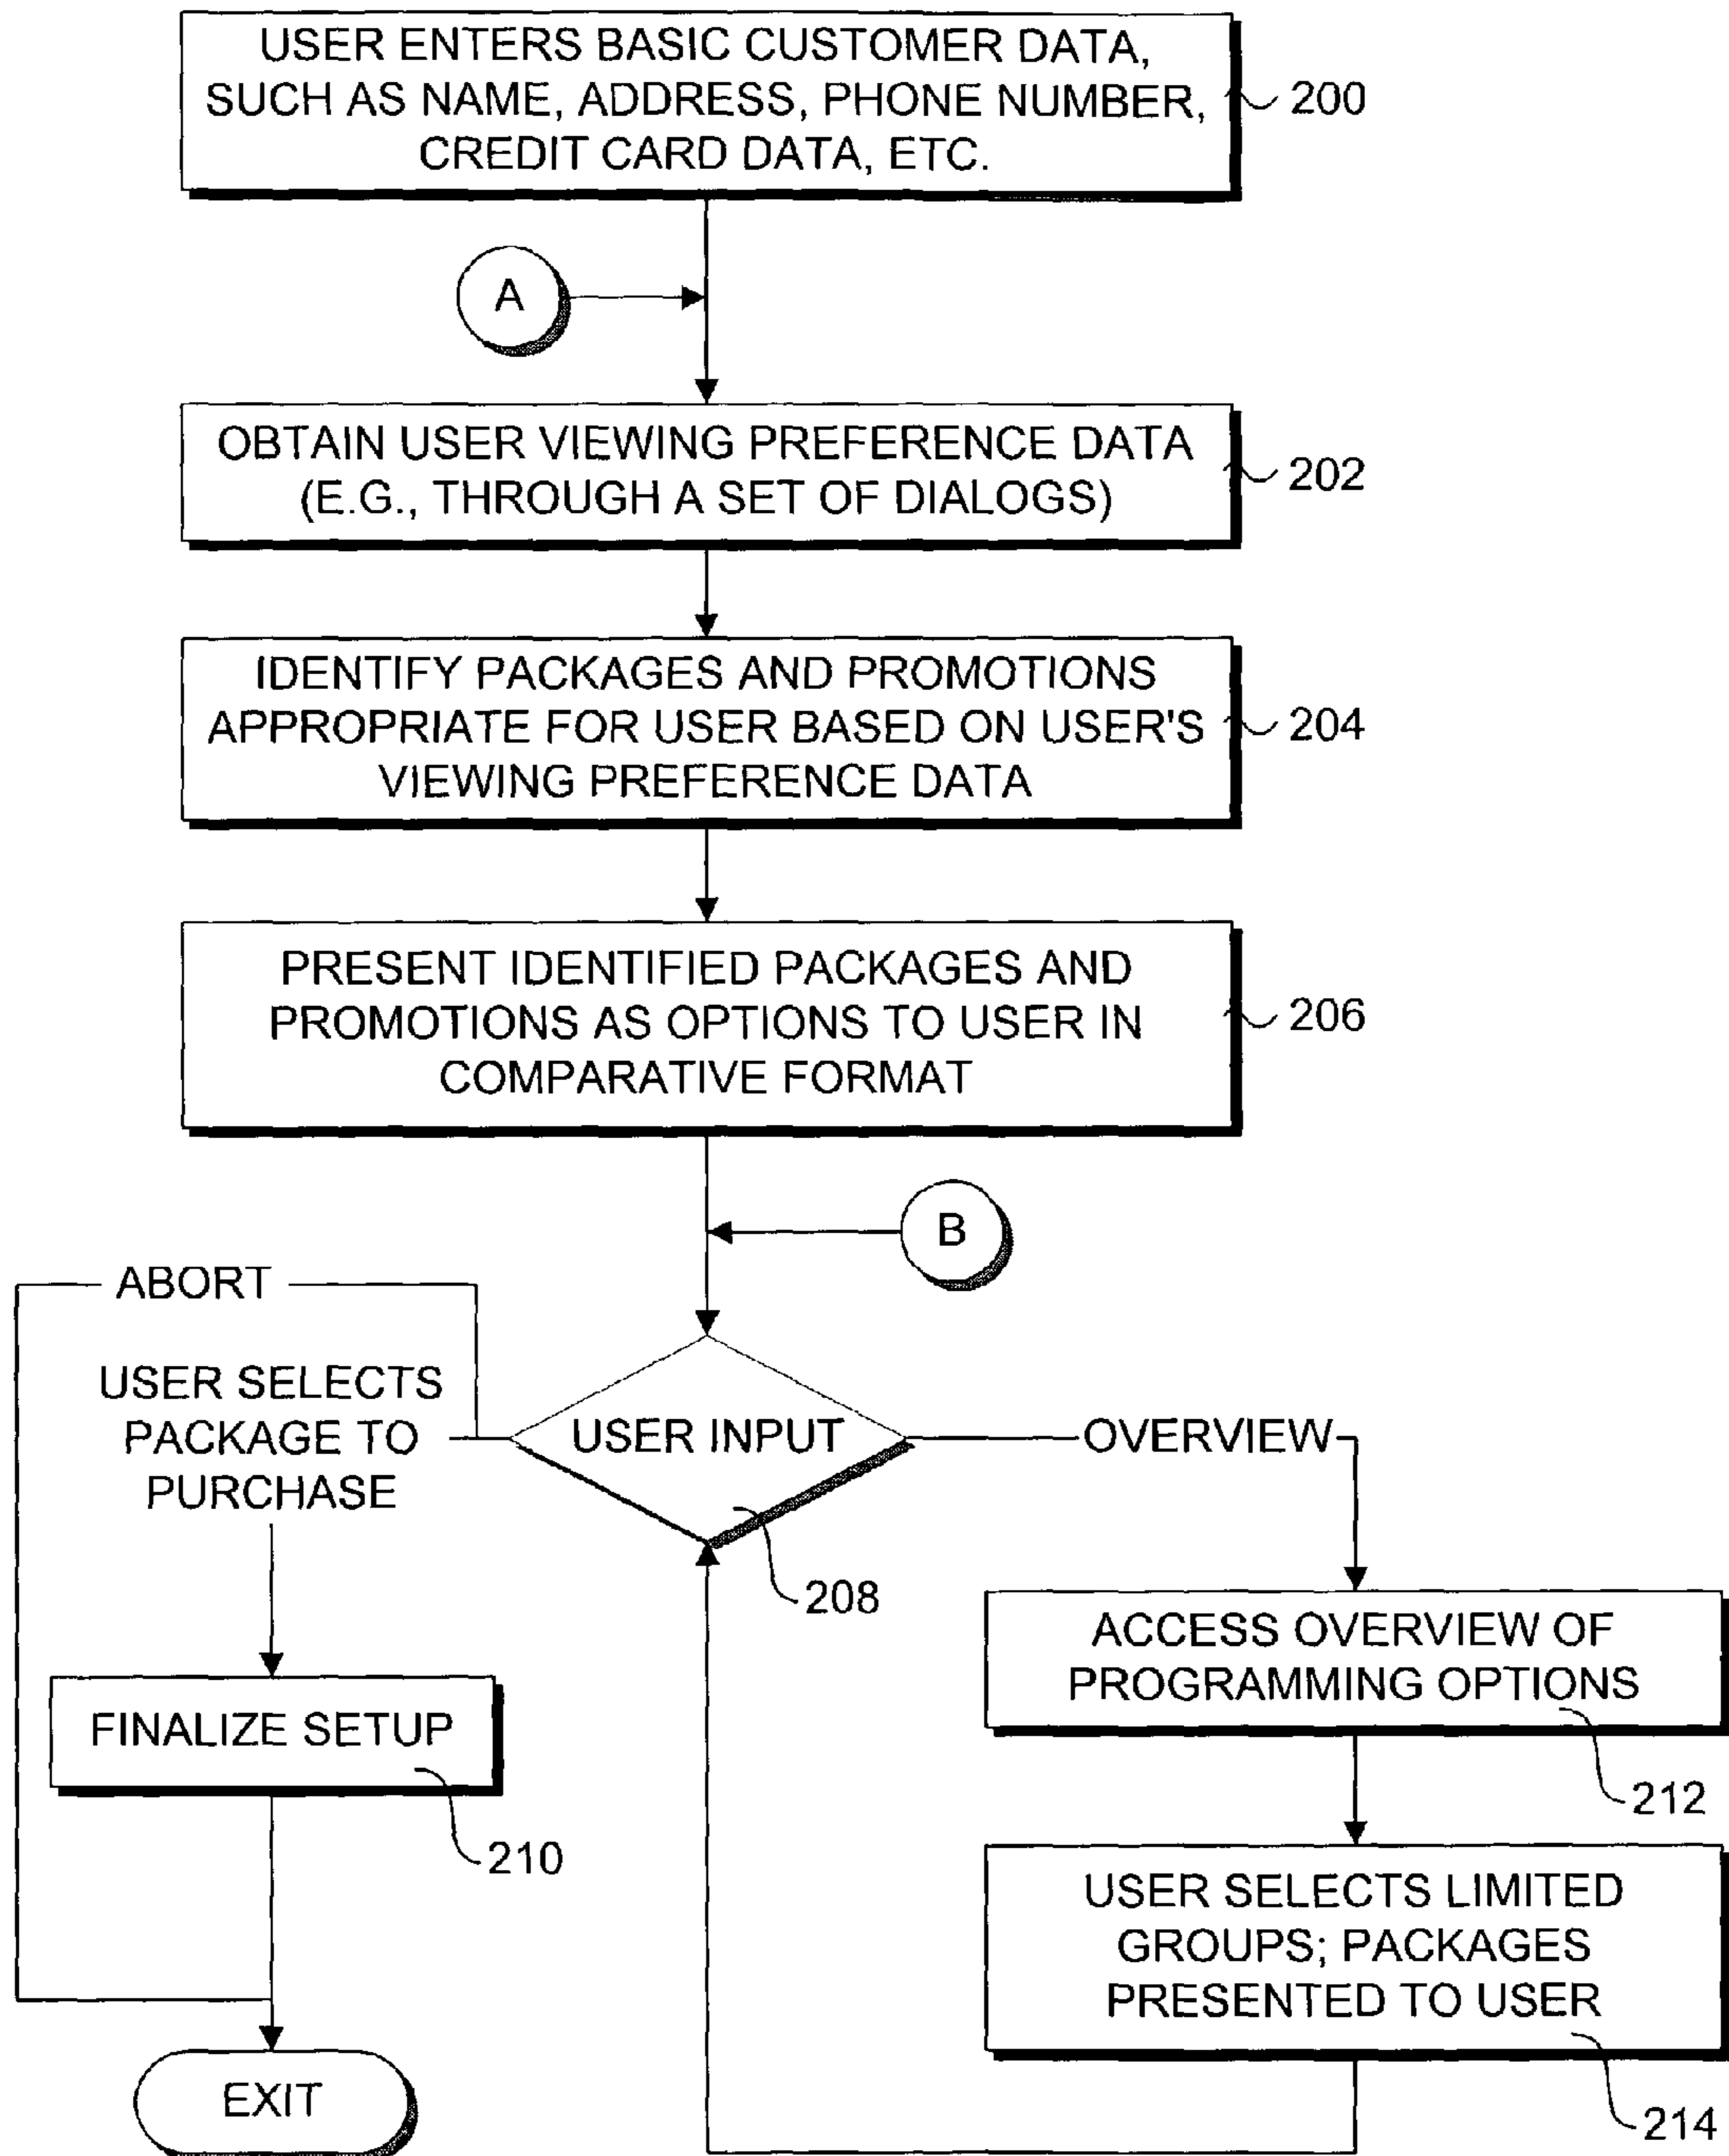 USER ENTERS BASIC CUSTOMER DATA,
SUCH AS NAME, ADDRESS, PHONE NUMBER,
CREDIT CARD DATA, ETC.
200
A
OBTAIN USER VIEWING PREFERENCE DATA
(E.G., THROUGH A SET OF DIALOGS)
202
IDENTIFY PACKAGES AND PROMOTIONS
APPROPRIATE FOR USER BASED ON USER'S
VIEWING PREFERENCE DATA
204
PRESENT IDENTIFIED PACKAGES AND
PROMOTIONS AS OPTIONS TO USER IN
COMPARATIVE FORMAT
206
B
ABORT
USER SELECTS
PACKAGE TO
PURCHASE
USER INPUT
208
OVERVIEW
FINALIZE SETUP
210
ACCESS OVERVIEW OF
PROGRAMMING OPTIONS
212
USER SELECTS LIMITED
GROUPS; PACKAGES
PRESENTED TO USER
214
EXIT